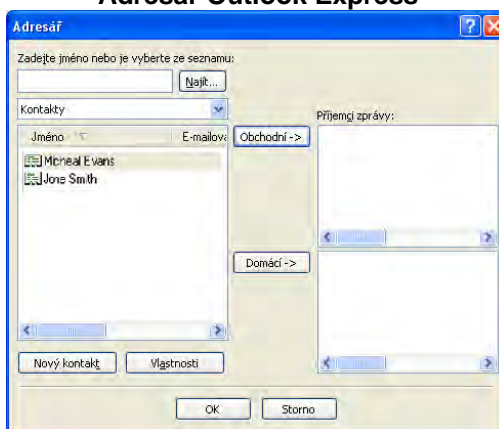 Adresář Outlook Express
Adresář
Zadejte jméno nebo je vyberte ze seznamu:
Najít...
Kontakty
Příjemci zprávy:
Jméno
E-mailova
Obchodní ->
Micheal Evans
Jone Smith
Domácí ->
Nový kontakt
Vlastnosti
OK
Storno